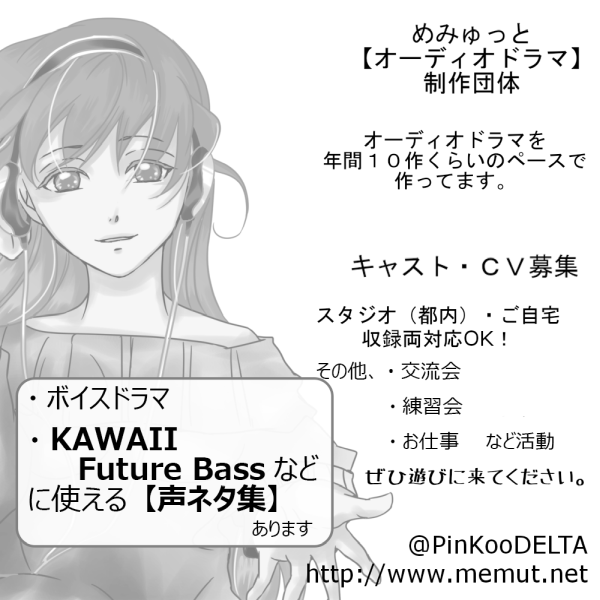 めみゅっと
【オーディオドラマ】
制作団体
オーディオドラマを
年間１０作くらいのペースで
作ってます。
キャスト・ＣＶ募集
スタジオ（都内）・ご自宅
収録両対応OK！
その他、・交流会
・練習会
・お仕事　など活動
ぜひ遊びに来てください。
・ボイスドラマ
・KAWAII
Future Bassなど
に使える【声ネタ集】
あります
@PinKooDELTA
http://www.memut.net